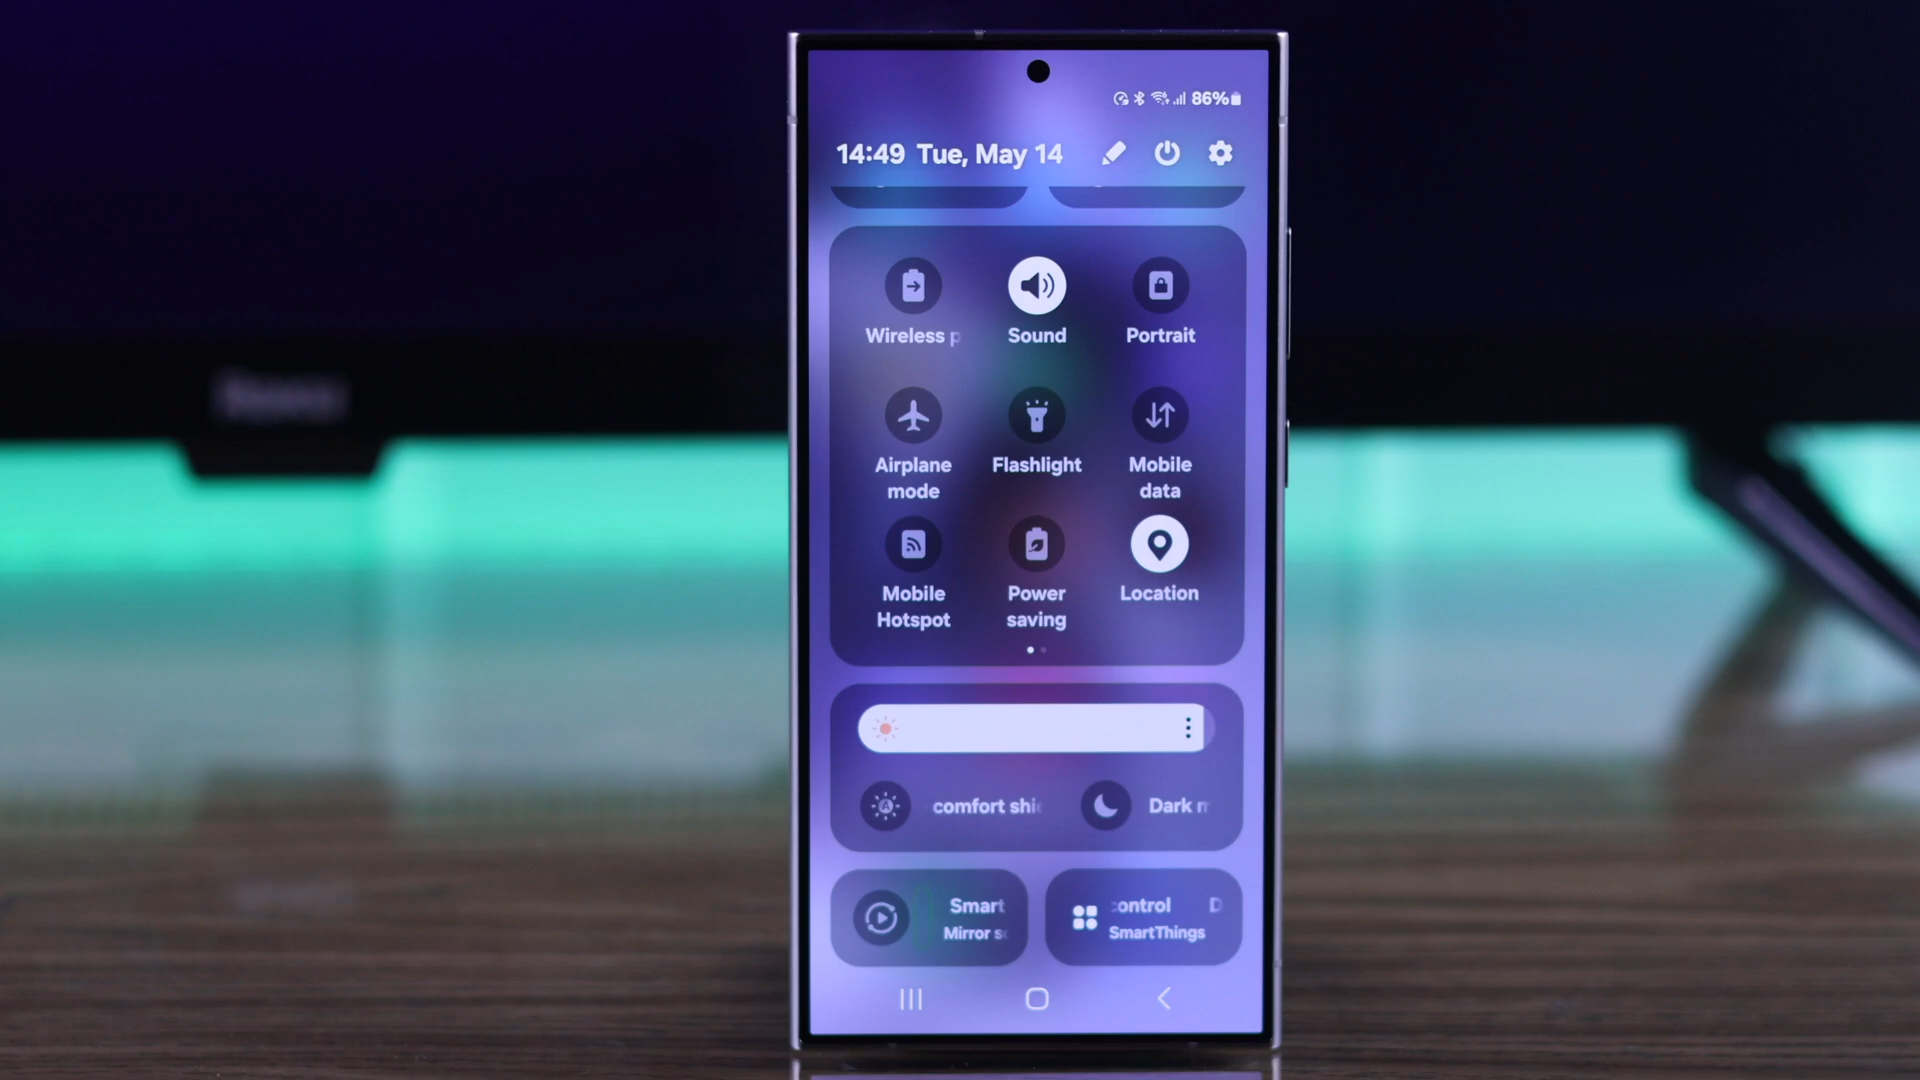 86%
14:49 Tue, May 14
Wireless p
Sound
Portrait
Airplane
mode
Flashlight
Mobile
data
Mobile
Hotspot
Power
saving
Location
comfort shi
Dark m
Smart
Mirror sc
control D
SmartThings